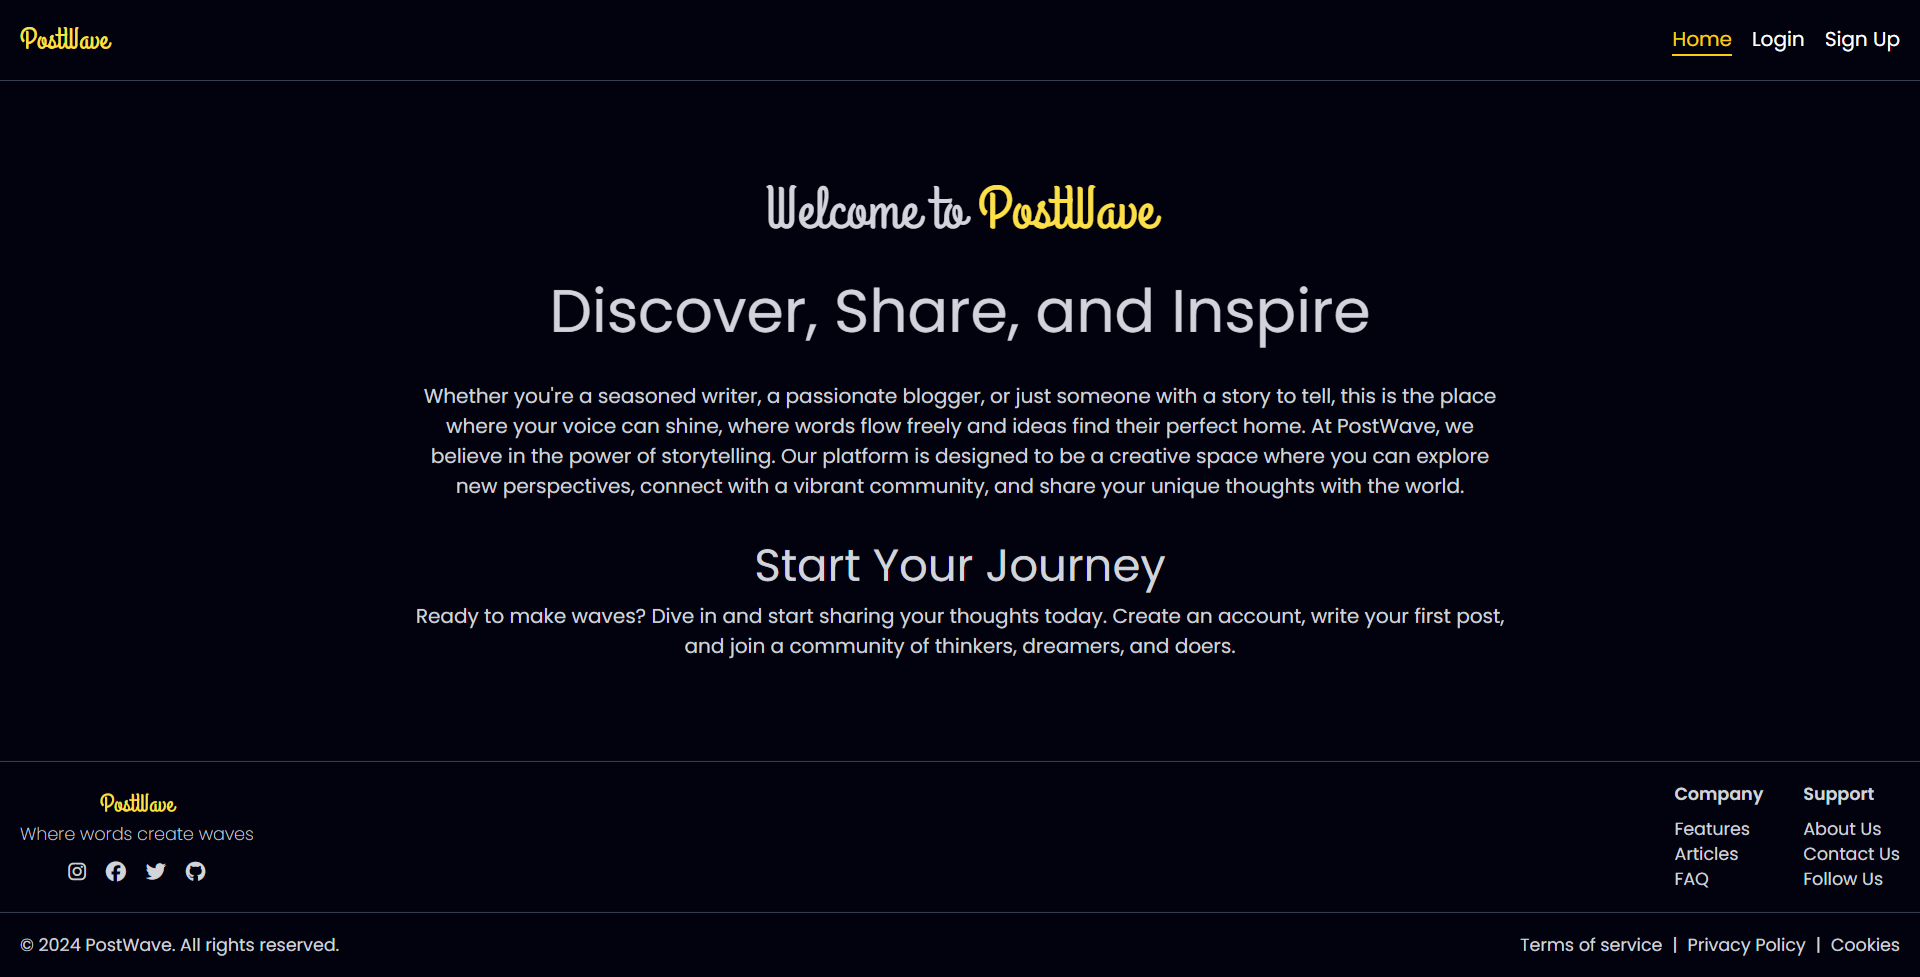 PostWave
Home Login Sign Up
Welcome to PostWave
Discover, Share, and Inspire
Whether you're a seasoned writer, a passionate blogger, or just someone with a story to tell, this is the place
where your voice can shine, where words flow freely and ideas find their perfect home. At PostWave, we
believe in the power of storytelling. Our platform is designed to be a creative space where you can explore
new perspectives, connect with a vibrant community, and share your unique thoughts with the world.
Start Your Journey
Ready to make waves? Dive in and start sharing your thoughts today. Create an account, write your first post,
and join a community of thinkers, dreamers, and doers.
PostWave
Where words create waves
Company
Features
Articles
FAQ
Support
About Us
Contact Us
Follow Us
© 2024 PostWave. All rights reserved.
Terms of service | Privacy Policy | Cookies